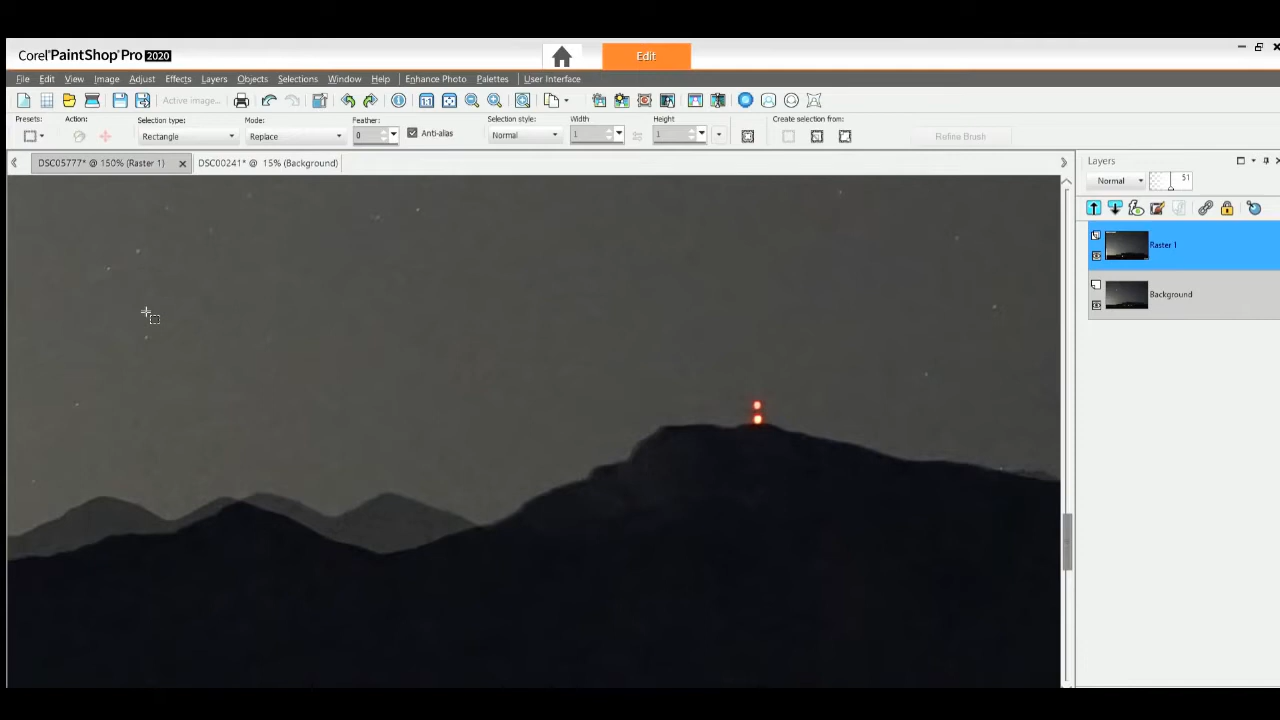 Corel PaintShop Pro 2020
Edit
File Edit View Image Adjust Effects Layers Objects Selections Window Help Enhance Photo Palettes User Interface
Active image...
Presets: Action: Selection type: Mode: Feather: Selection style: Width Height Create selection from:
Rectangle Replace 0 Anti-alias Normal 1 1 Refine Brush
DSC05777* @ 150% (Raster 1) DSC00241* @ 15% (Background)
Layers
Normal 51
Raster 1
Background